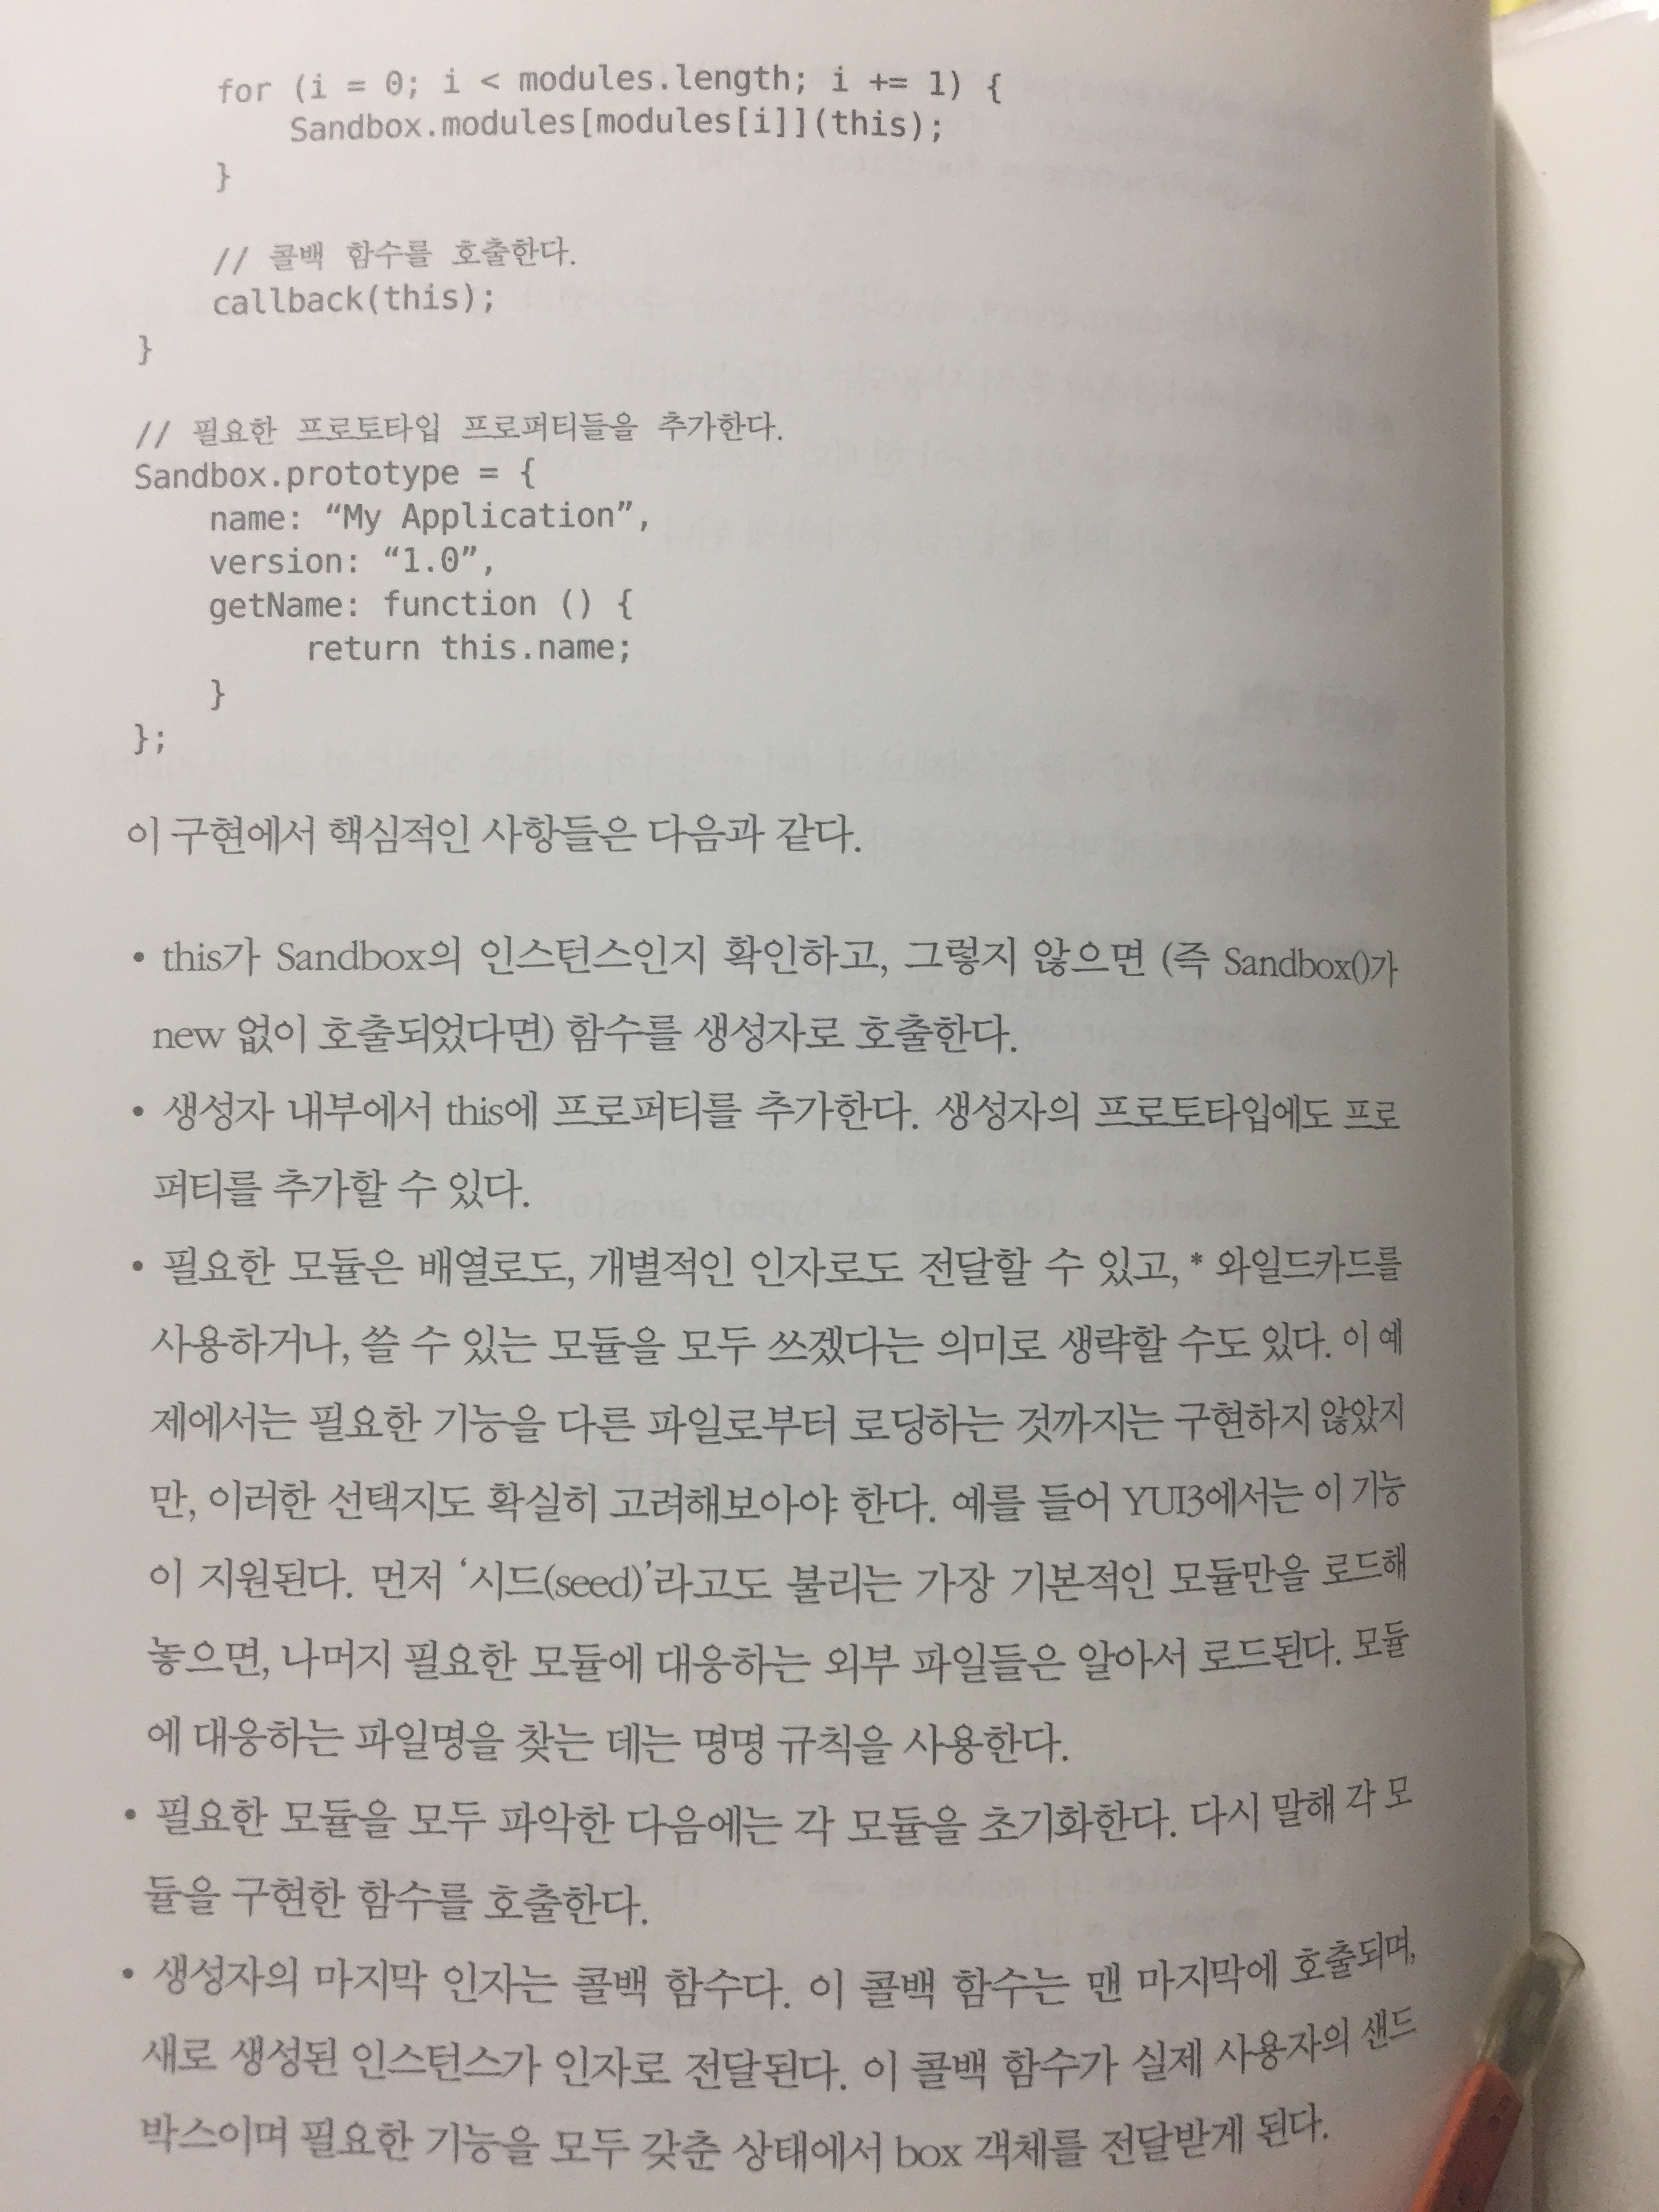 for (i = 0; i < modules.length; i += 1) {
Sandbox.modules[modules[i]](this);
}
// 콜백 함수를 호출한다.
callback(this);
}
// 필요한 프로토타입 프로퍼티들을 추가한다.
Sandbox.prototype = {
name: “My Application”,
version: “1.0”,
getName: function () {
return this.name;
}
};
이 구현에서 핵심적인 사항들은 다음과 같다.
• this가 Sandbox의 인스턴스인지 확인하고, 그렇지 않으면 (즉 Sandbox()가
new 없이 호출되었다면) 함수를 생성자로 호출한다.
• 생성자 내부에서 this에 프로퍼티를 추가한다. 생성자의 프로토타입에도 프로
퍼티를 추가할 수 있다.
• 필요한 모듈은 배열로도, 개별적인 인자로도 전달할 수 있고, * 와일드카드를
사용하거나, 쓸 수 있는 모듈을 모두 쓰겠다는 의미로 생략할 수도 있다. 이 예
제에서는 필요한 기능을 다른 파일로부터 로딩하는 것까지는 구현하지 않았지
만, 이러한 선택지도 확실히 고려해보아야 한다. 예를 들어 YUI3에서는 이 기능
이 지원된다. 먼저 ‘시드(seed)’라고도 불리는 가장 기본적인 모듈만을 로드해
놓으면, 나머지 필요한 모듈에 대응하는 외부 파일들은 알아서 로드된다. 모듈
에 대응하는 파일명을 찾는 데는 명명 규칙을 사용한다.
• 필요한 모듈을 모두 파악한 다음에는 각 모듈을 초기화한다. 다시 말해 각 모
듈을 구현한 함수를 호출한다.
• 생성자의 마지막 인자는 콜백 함수다. 이 콜백 함수는 맨 마지막에 호출되며,
새로 생성된 인스턴스가 인자로 전달된다. 이 콜백 함수가 실제 사용자의 샌드
박스이며 필요한 기능을 모두 갖춘 상태에서 box 객체를 전달받게 된다.